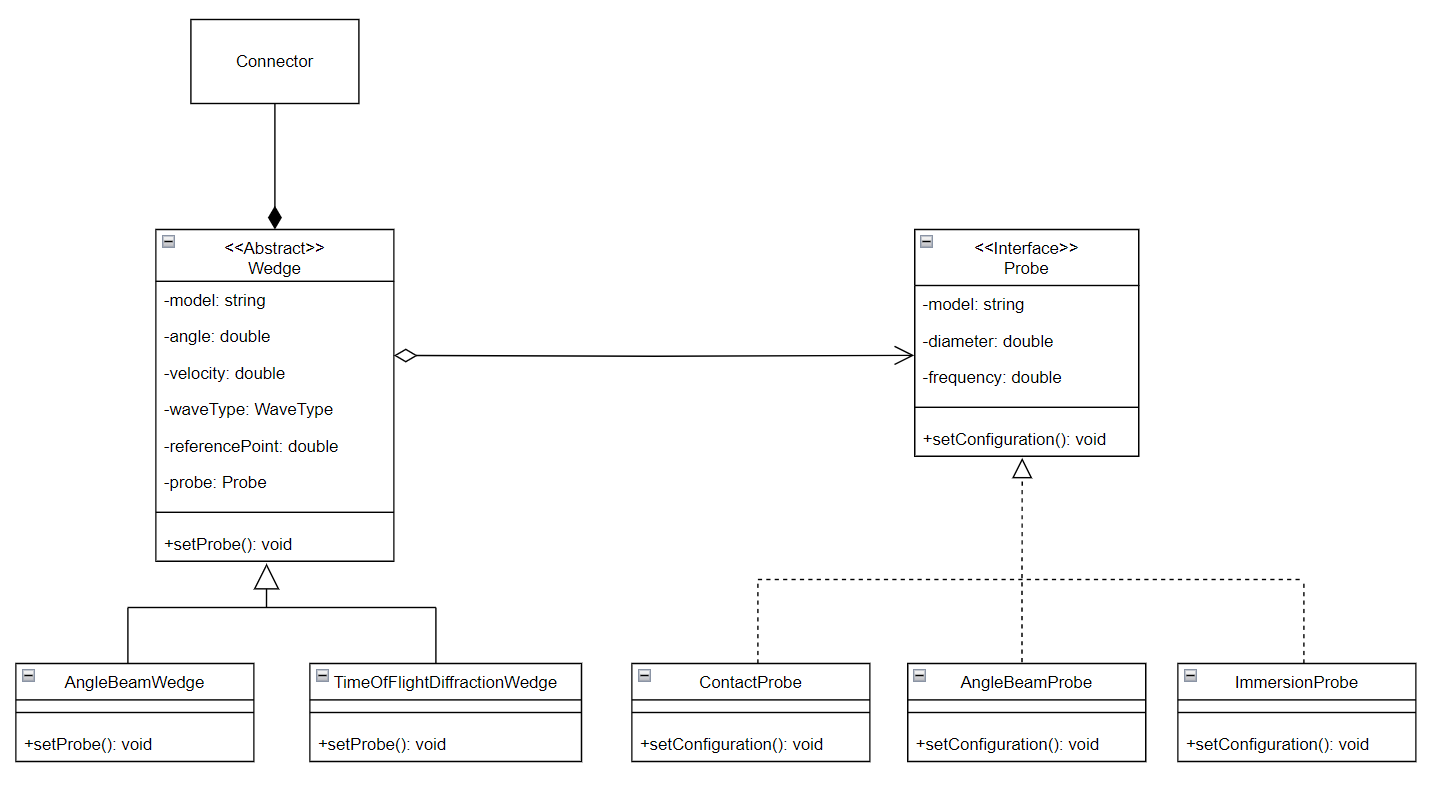 Connector
<<Abstract>>
Wedge
-model: string
-angle: double
-velocity: double
-waveType: WaveType
-referencePoint: double
-probe: Probe
+setProbe(): void
<<Interface>>
Probe
-model: string
-diameter: double
-frequency: double
+setConfiguration(): void
AngleBeamWedge
+setProbe(): void
TimeOfFlightDiffractionWedge
+setProbe(): void
ContactProbe
+setConfiguration(): void
AngleBeamProbe
+setConfiguration(): void
ImmersionProbe
+setConfiguration(): void